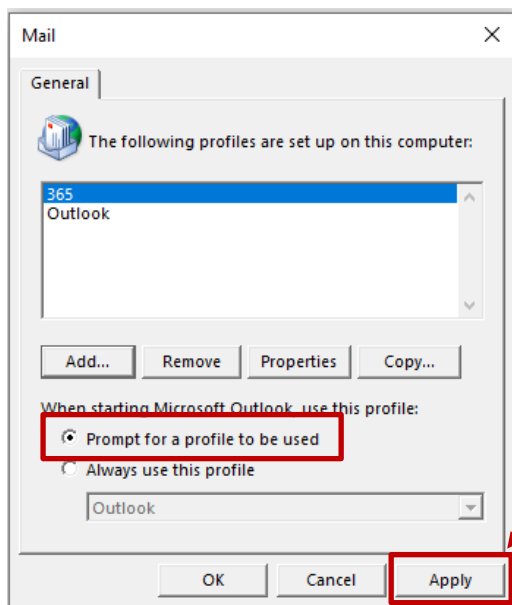 Mail
General
The following profiles are set up on this computer:
365
Outlook
Add... Remove Properties Copy...
When starting Microsoft Outlook, use this profile:
Prompt for a profile to be used
Always use this profile
Outlook
OK Cancel Apply